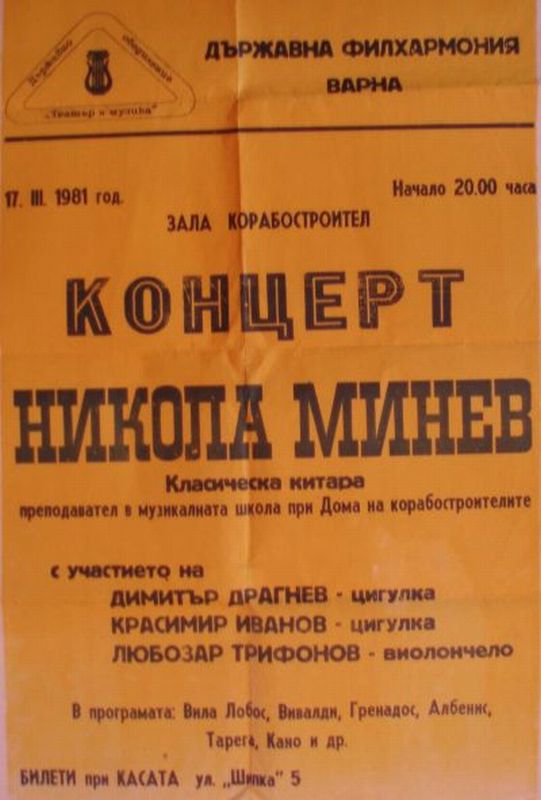 Държавно обединение
„Театър и музика"
ДЪРЖАВНА ФИЛХАРМОНИЯ
ВАРНА
17. III. 1981 год.
Начало 20.00 часа
ЗАЛА КОРАБОСТРОИТЕЛ
КОНЦЕРТ
НИКОЛА МИНЕВ
Класическа китара
преподавател в музикалната школа при Дома на корабостроителите
с участието на
ДИМИТЪР ДРАГНЕВ - цигулка
КРАСИМИР ИВАНОВ - цигулка
ЛЮБОЗАР ТРИФОНОВ - виолончело
В програмата: Вила Лобос, Вивалди, Гренадос, Албенис,
Тарега, Кано и др.
БИЛЕТИ при КАСАТА ул. „Шипка" 5